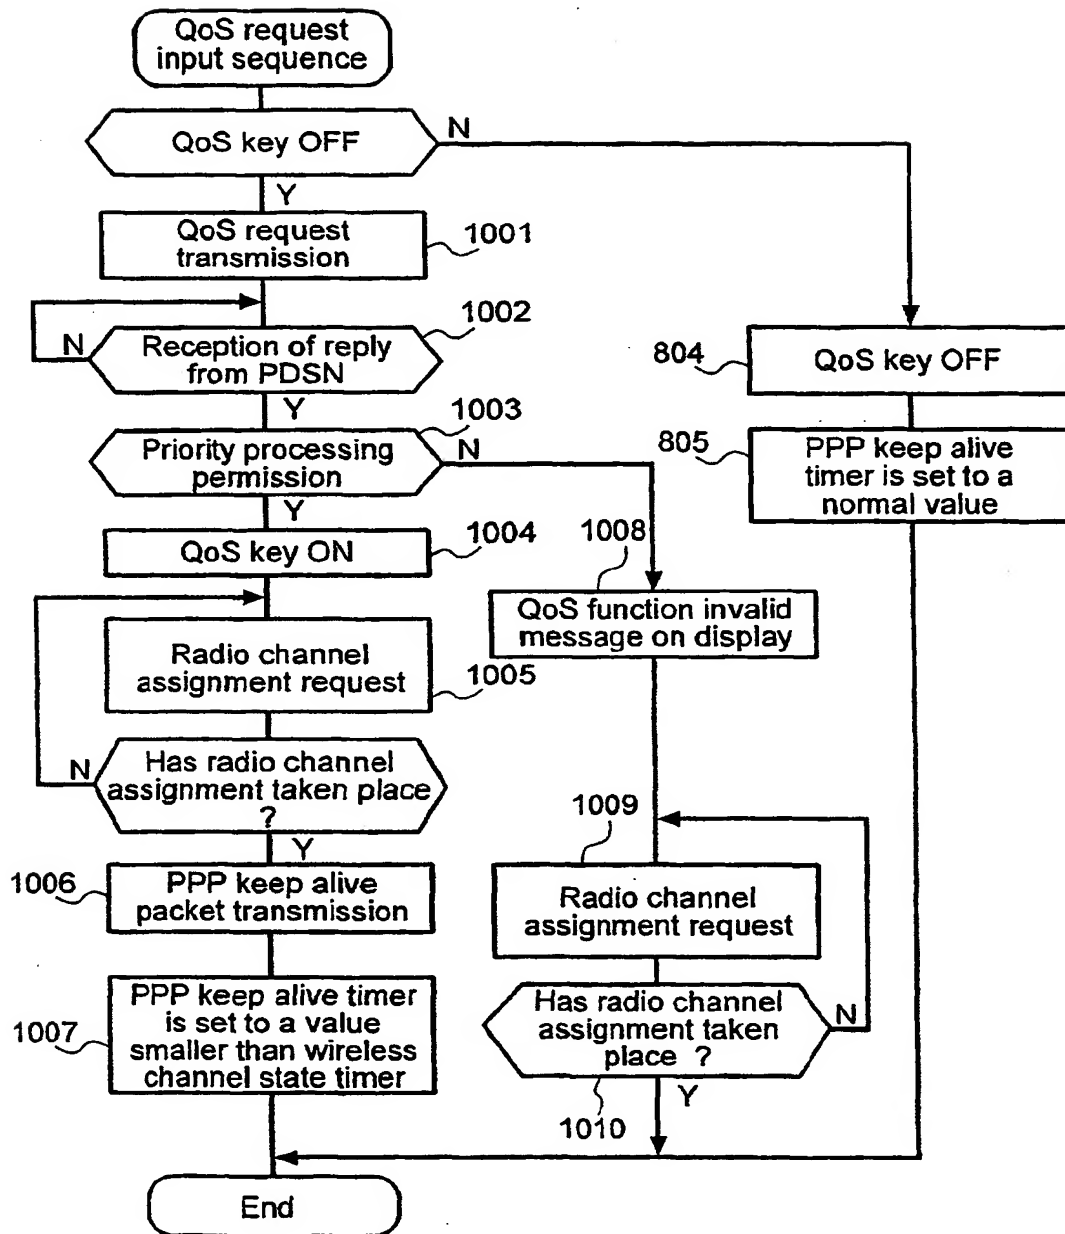 QoS request
input sequence
QoS key OFF
N
Y
QoS request
transmission
1001
1002
N
Reception of reply
from PDSN
Y
1003
Priority processing
permission
N
Y
QoS key ON
1004
Radio channel
assignment request
1005
N
Has radio channel
assignment taken place
?
Y
1006
PPP keep alive
packet transmission
1007
PPP keep alive timer
is set to a value
smaller than wireless
channel state timer
1008
QoS function invalid
message on display
1009
Radio channel
assignment request
Has radio channel
assignment taken
place ?
N
1010
Y
804
QoS key OFF
805
PPP keep alive
timer is set to a
normal value
End